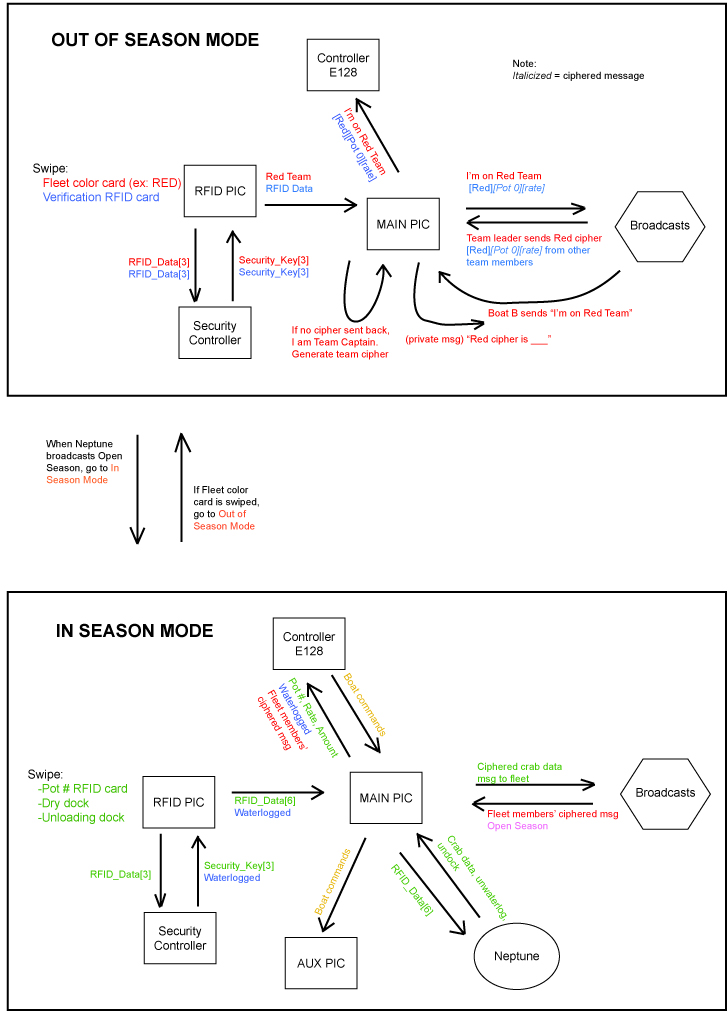 OUT OF SEASON MODE
Controller
E128
Note:
Italicized = ciphered message
I'm on Red Team
[Red][Pot 0][rate]
Swipe:
Fleet color card (ex: RED)
Verification RFID card
RFID PIC
Red Team
RFID Data
MAIN PIC
I'm on Red Team
[Red][Pot 0][rate]
Broadcasts
Team leader sends Red cipher
[Red][Pot 0][rate] from other
team members
RFID_Data[3]
RFID_Data[3]
Security_Key[3]
Security_Key[3]
Security
Controller
If no cipher sent back,
I am Team Captain.
Generate team cipher
Boat B sends “I'm on Red Team”
(private msg) “Red cipher is ___”
When Neptune
broadcasts Open
Season, go to In
Season Mode
If Fleet color
card is swiped,
go to Out of
Season Mode
IN SEASON MODE
Controller
E128
Pot #, Rate, Amount
Waterlogged
Fleet members'
ciphered msg
Boat commands
Swipe:
-Pot # RFID card
-Dry dock
-Unloading dock
RFID PIC
RFID_Data[6]
Waterlogged
MAIN PIC
Ciphered crab data
msg to fleet
Broadcasts
Fleet members' ciphered msg
Open Season
RFID_Data[3]
Security_Key[3]
Waterlogged
Security
Controller
Boat commands
AUX PIC
RFID_Data[6]
Crab data, unwaterlog,
undock
Neptune